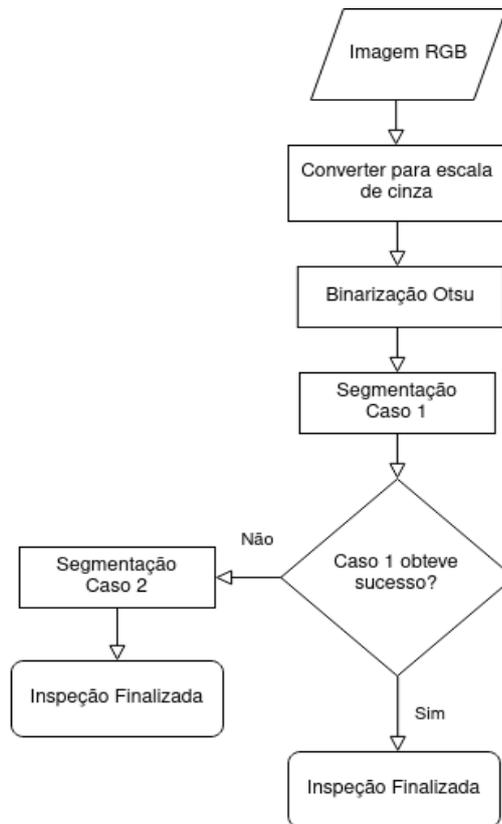 Imagem RGB
Converter para escala
de cinza
Binarização Otsu
Segmentação
Caso 1
Caso 1 obteve
sucesso?
Não
Segmentação
Caso 2
Inspeção Finalizada
Sim
Inspeção Finalizada